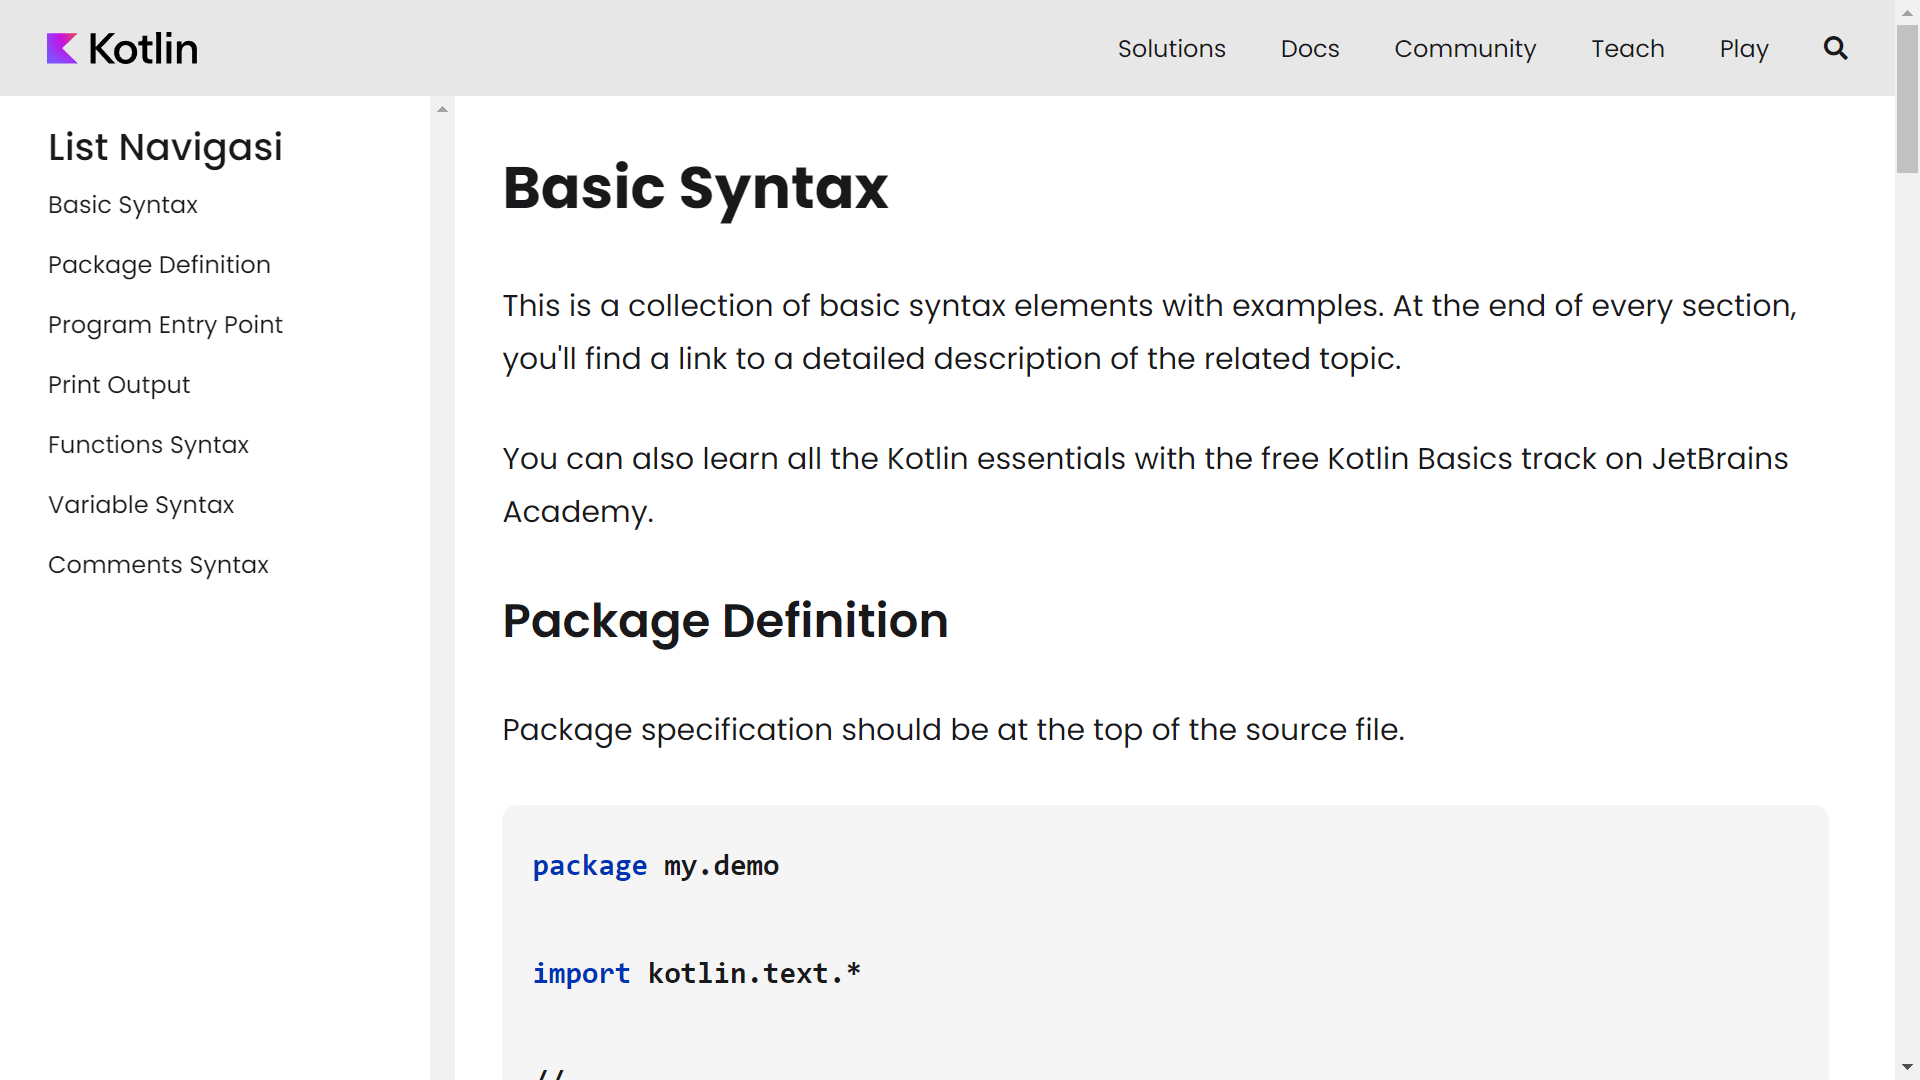 Kotlin
Solutions
Docs
Community
Teach
Play
List Navigasi
Basic Syntax
Package Definition
Program Entry Point
Print Output
Functions Syntax
Variable Syntax
Comments Syntax
Basic Syntax
This is a collection of basic syntax elements with examples. At the end of every section,
you'll find a link to a detailed description of the related topic.
You can also learn all the Kotlin essentials with the free Kotlin Basics track on JetBrains
Academy.
Package Definition
Package specification should be at the top of the source file.
package my.demo
import kotlin.text.*
//